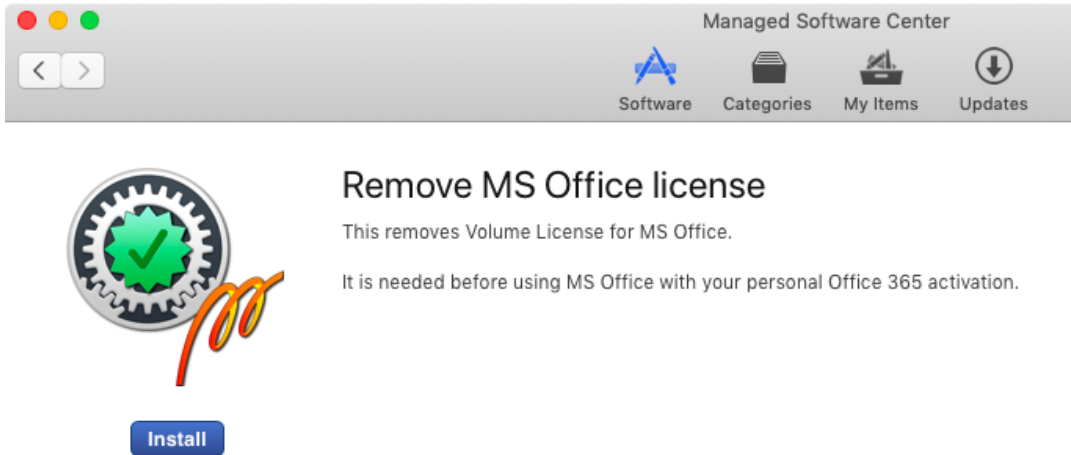 Managed Software Center
Software Categories My Items Updates
Remove MS Office license
This removes Volume License for MS Office.
It is needed before using MS Office with your personal Office 365 activation.
Install